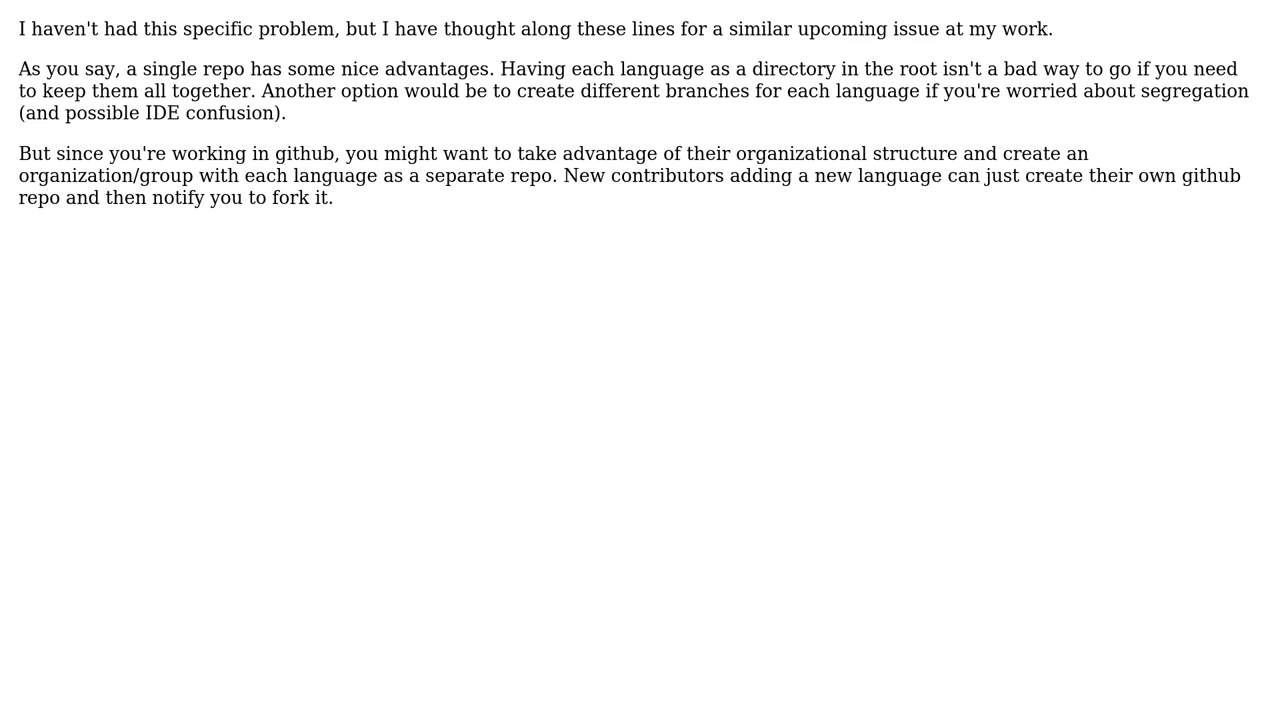 I haven't had this specific problem, but I have thought along these lines for a similar upcoming issue at my work.
As you say, a single repo has some nice advantages. Having each language as a directory in the root isn't a bad way to go if you need
to keep them all together. Another option would be to create different branches for each language if you're worried about segregation
(and possible IDE confusion).
But since you're working in github, you might want to take advantage of their organizational structure and create an
organization/group with each language as a separate repo. New contributors adding a new language can just create their own github
repo and then notify you to fork it.